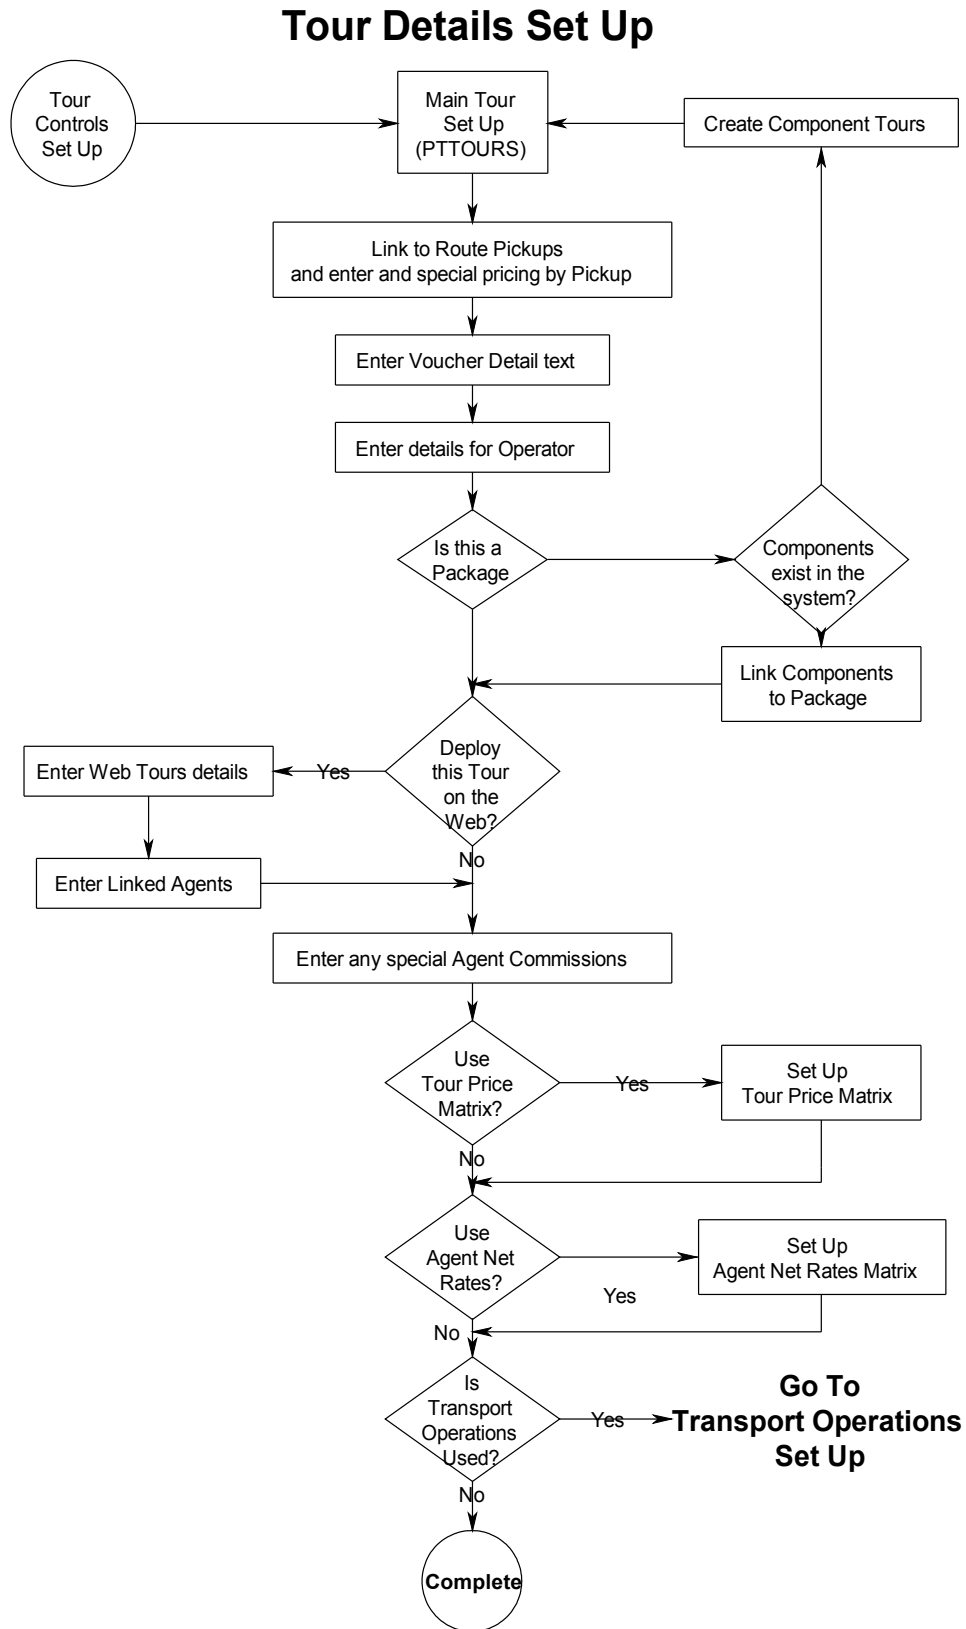 Tour Details Set Up
Tour
Controls
Set Up
Main Tour
Set Up
(PTTOURS)
Create Component Tours
Link to Route Pickups
and enter and special pricing by Pickup
Enter Voucher Detail text
Enter details for Operator
Is this a
Package
Components
exist in the
system?
Link Components
to Package
Deploy
this Tour
on the
Web?
Yes
Enter Web Tours details
No
Enter Linked Agents
Enter any special Agent Commissions
Use
Tour Price
Matrix?
Yes
Set Up
Tour Price Matrix
No
Use
Agent Net
Rates?
Yes
Set Up
Agent Net Rates Matrix
No
Is
Transport
Operations
Used?
Yes
Go To
Transport Operations
Set Up
No
Complete